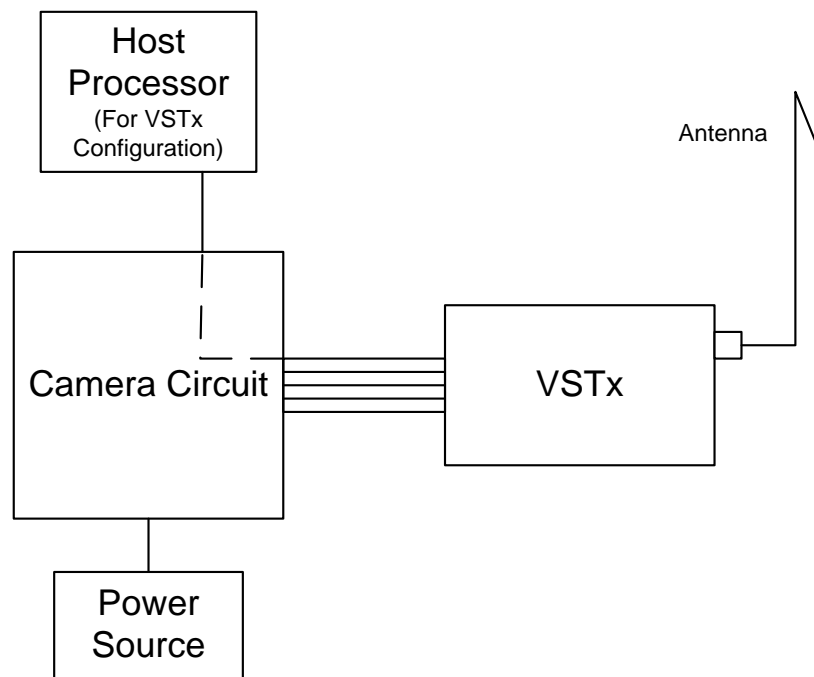 Host
Processor
(For VSTx
Configuration)
Antenna
Camera Circuit
VSTx
Power
Source